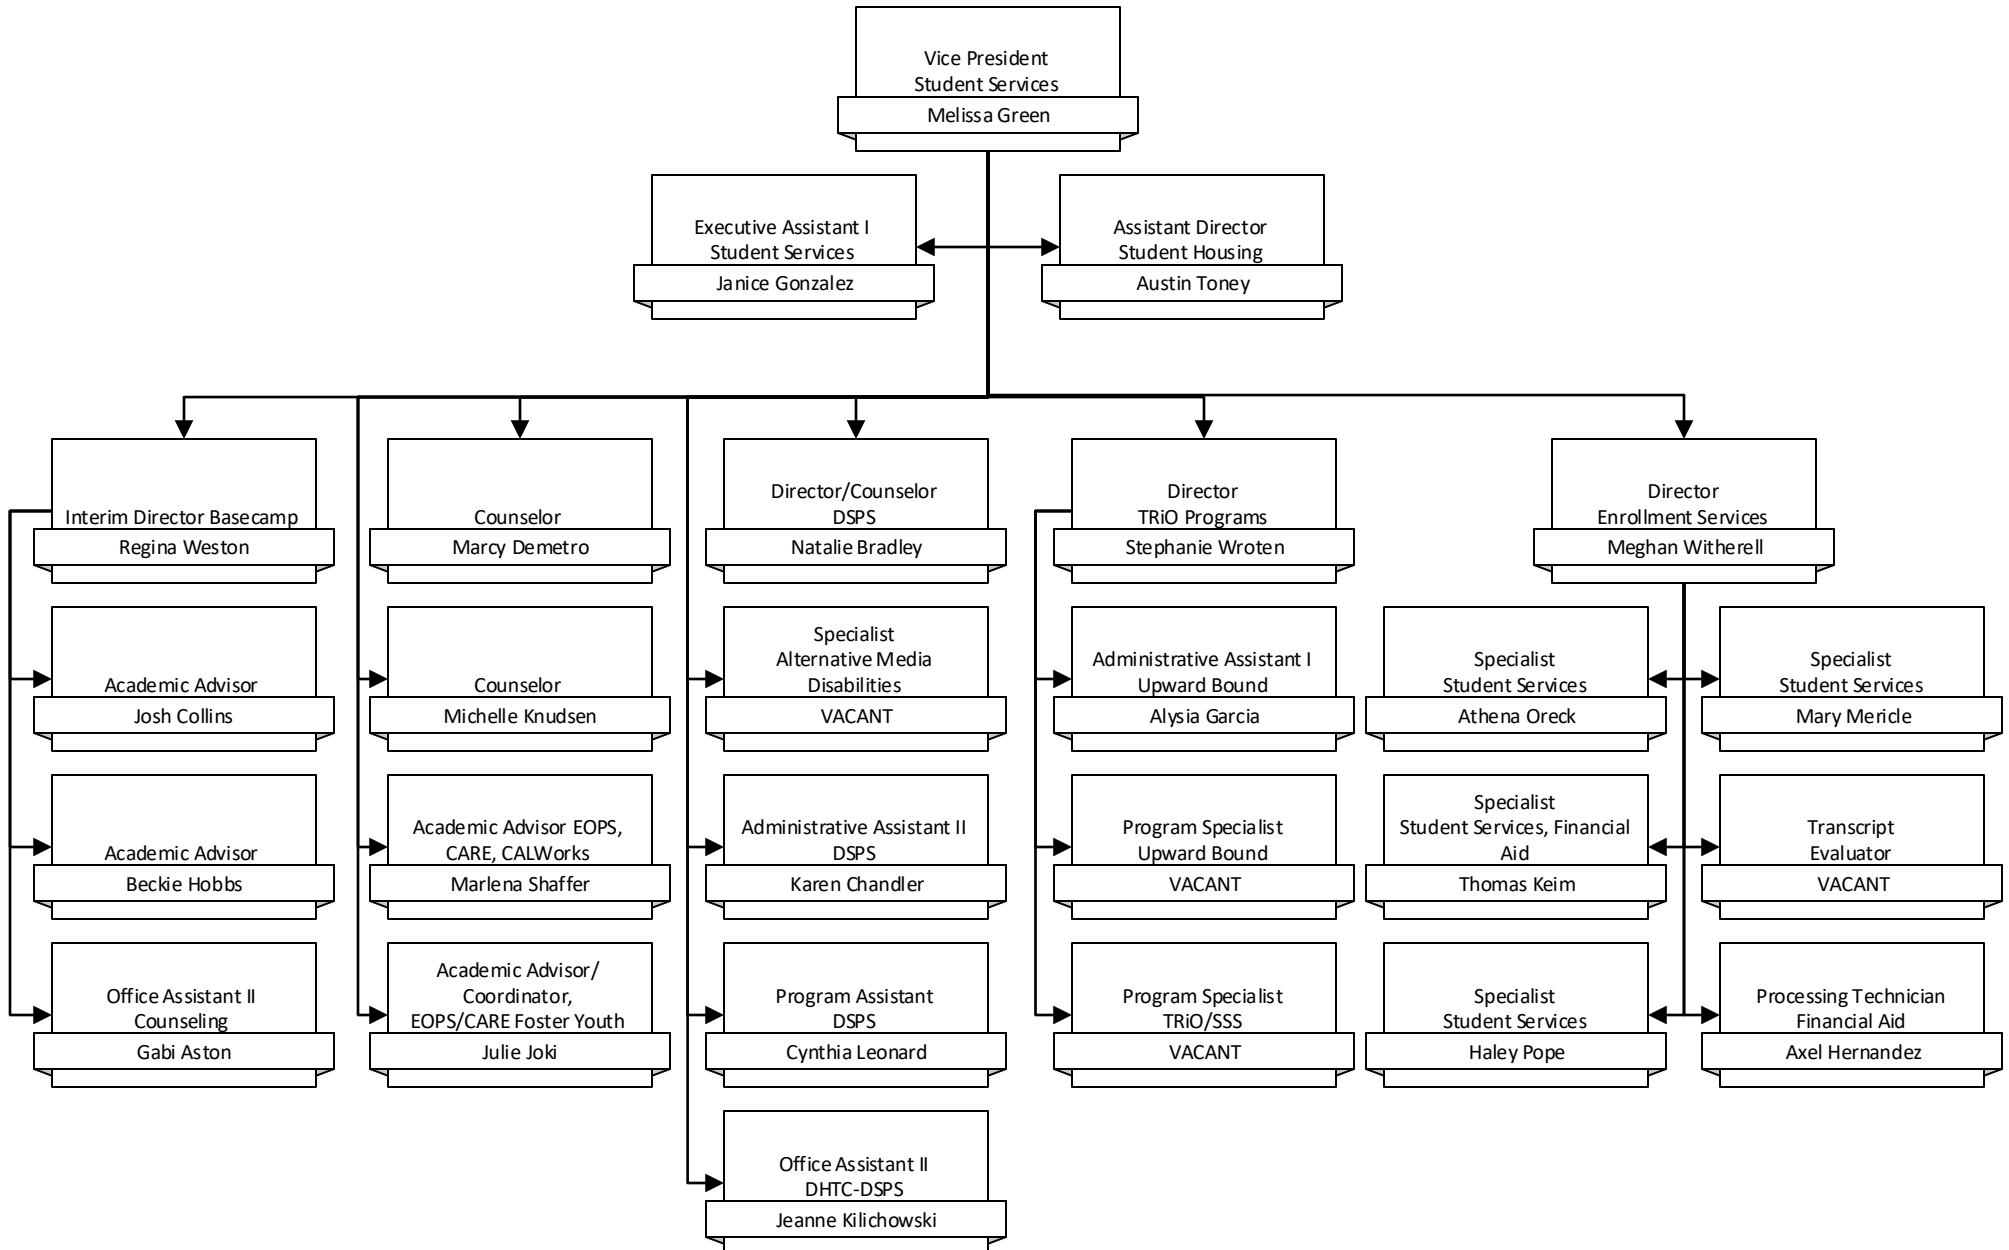 Vice President
Student Services
Melissa Green
Executive Assistant I
Student Services
Janice Gonzalez
Assistant Director
Student Housing
Austin Toney
Interim Director Basecamp
Regina Weston
Counselor
Marcy Demetro
Director/Counselor
DSPS
Natalie Bradley
Director
TRiO Programs
Stephanie Wroten
Director
Enrollment Services
Meghan Witherell
Academic Advisor
Josh Collins
Counselor
Michelle Knudsen
Specialist
Alternative Media
Disabilities
VACANT
Administrative Assistant I
Upward Bound
Alysia Garcia
Specialist
Student Services
Athena Oreck
Specialist
Student Services
Mary Mericle
Academic Advisor
Beckie Hobbs
Academic Advisor EOPS,
CARE, CALWorks
Marlena Shaffer
Administrative Assistant II
DSPS
Karen Chandler
Program Specialist
Upward Bound
VACANT
Specialist
Student Services, Financial
Aid
Thomas Keim
Transcript
Evaluator
VACANT
Office Assistant II
Counseling
Gabi Aston
Academic Advisor/
Coordinator,
EOPS/CARE Foster Youth
Julie Joki
Program Assistant
DSPS
Cynthia Leonard
Program Specialist
TRiO/SSS
VACANT
Specialist
Student Services
Haley Pope
Processing Technician
Financial Aid
Axel Hernandez
Office Assistant II
DHTC-DSPS
Jeanne Kilichowski